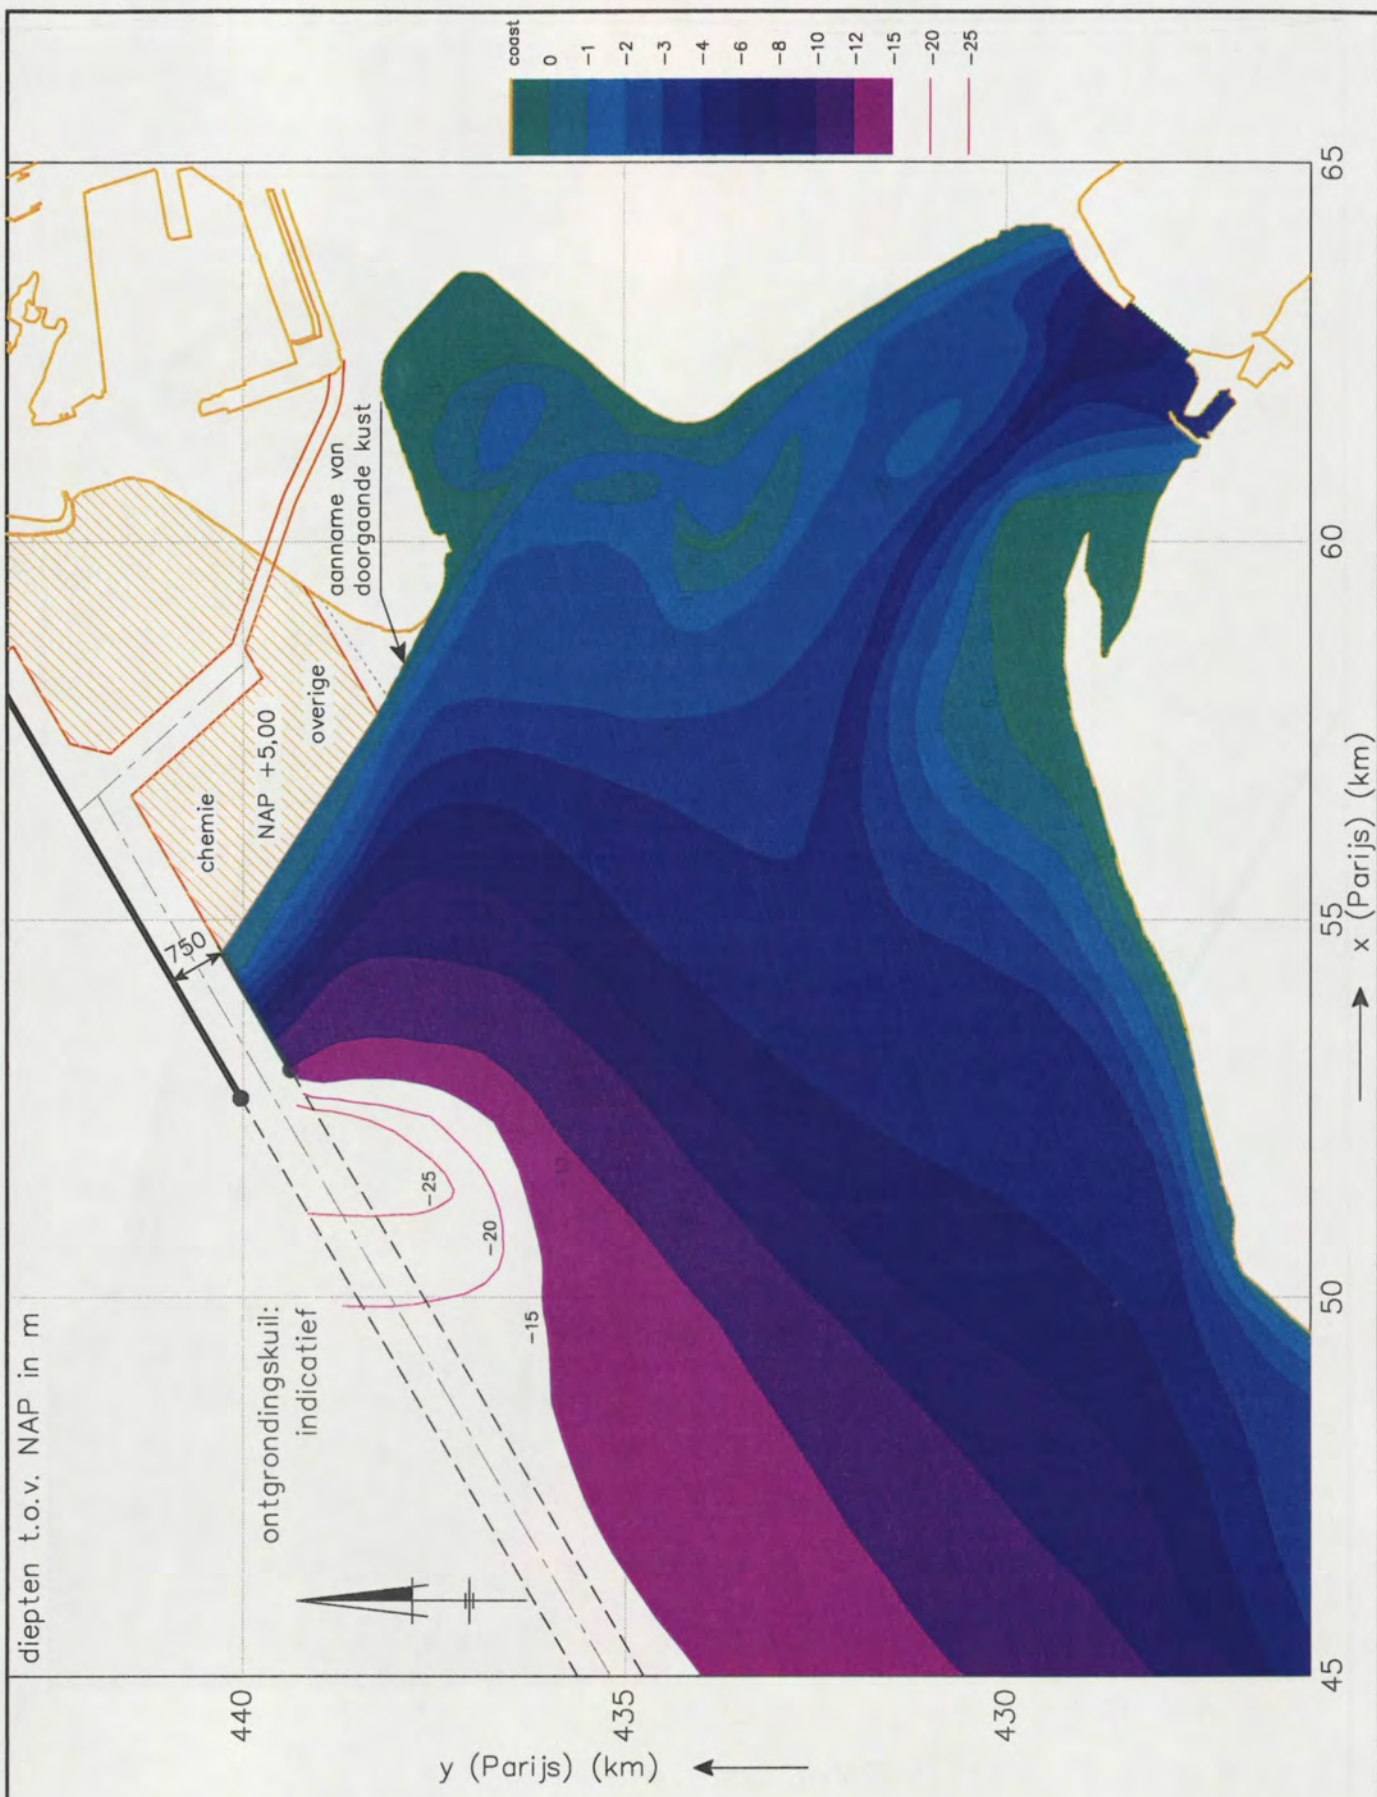 diepten t.o.v. NAP in m
ontgrondingskuil:
indicatief
-15
-20
-25
750
chemie
NAP +5,00
overige
aanname van
doorgaande kust
coast
0
-1
-2
-3
-4
-6
-8
-10
-12
-15
-20
-25
440
435
430
y (Parijs) (km)
45
50
55
60
65
x (Parijs) (km)